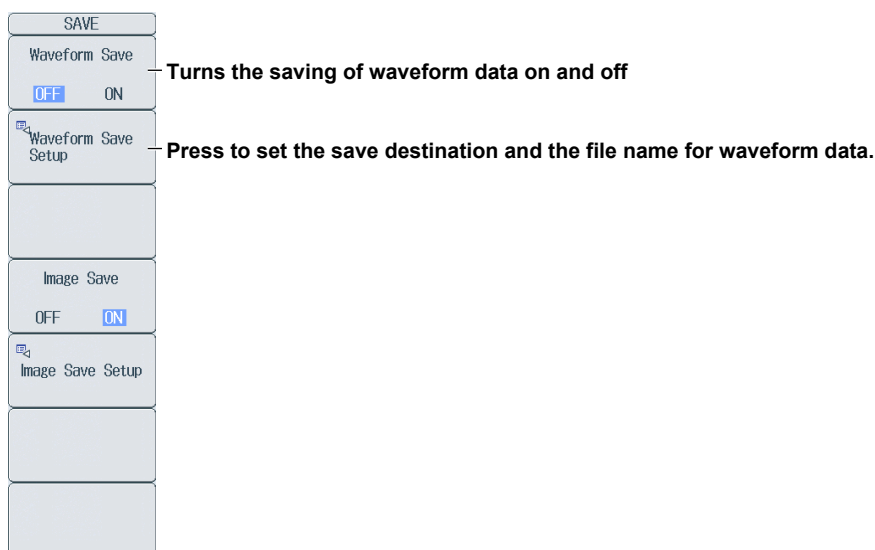 SAVE
Waveform Save
OFF ON
Turns the saving of waveform data on and off
Waveform Save
Setup
Press to set the save destination and the file name for waveform data.
Image Save
OFF ON
Image Save Setup